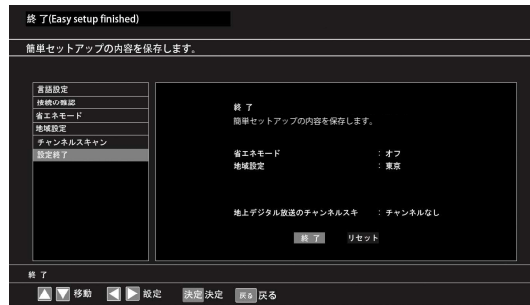 終 了(Easy setup finished)
簡単セットアップの内容を保存します。
言語設定
接続の確認
省エネモード
地域設定
チャンネルスキャン
設定終了
終 了
簡単セットアップの内容を保存します。
省エネモード : オフ
地域設定 : 東京
地上デジタル放送のチャンネルスキ : チャンネルなし
終 了 リセット
終 了
移動 設定 決定 決定 戻る 戻る